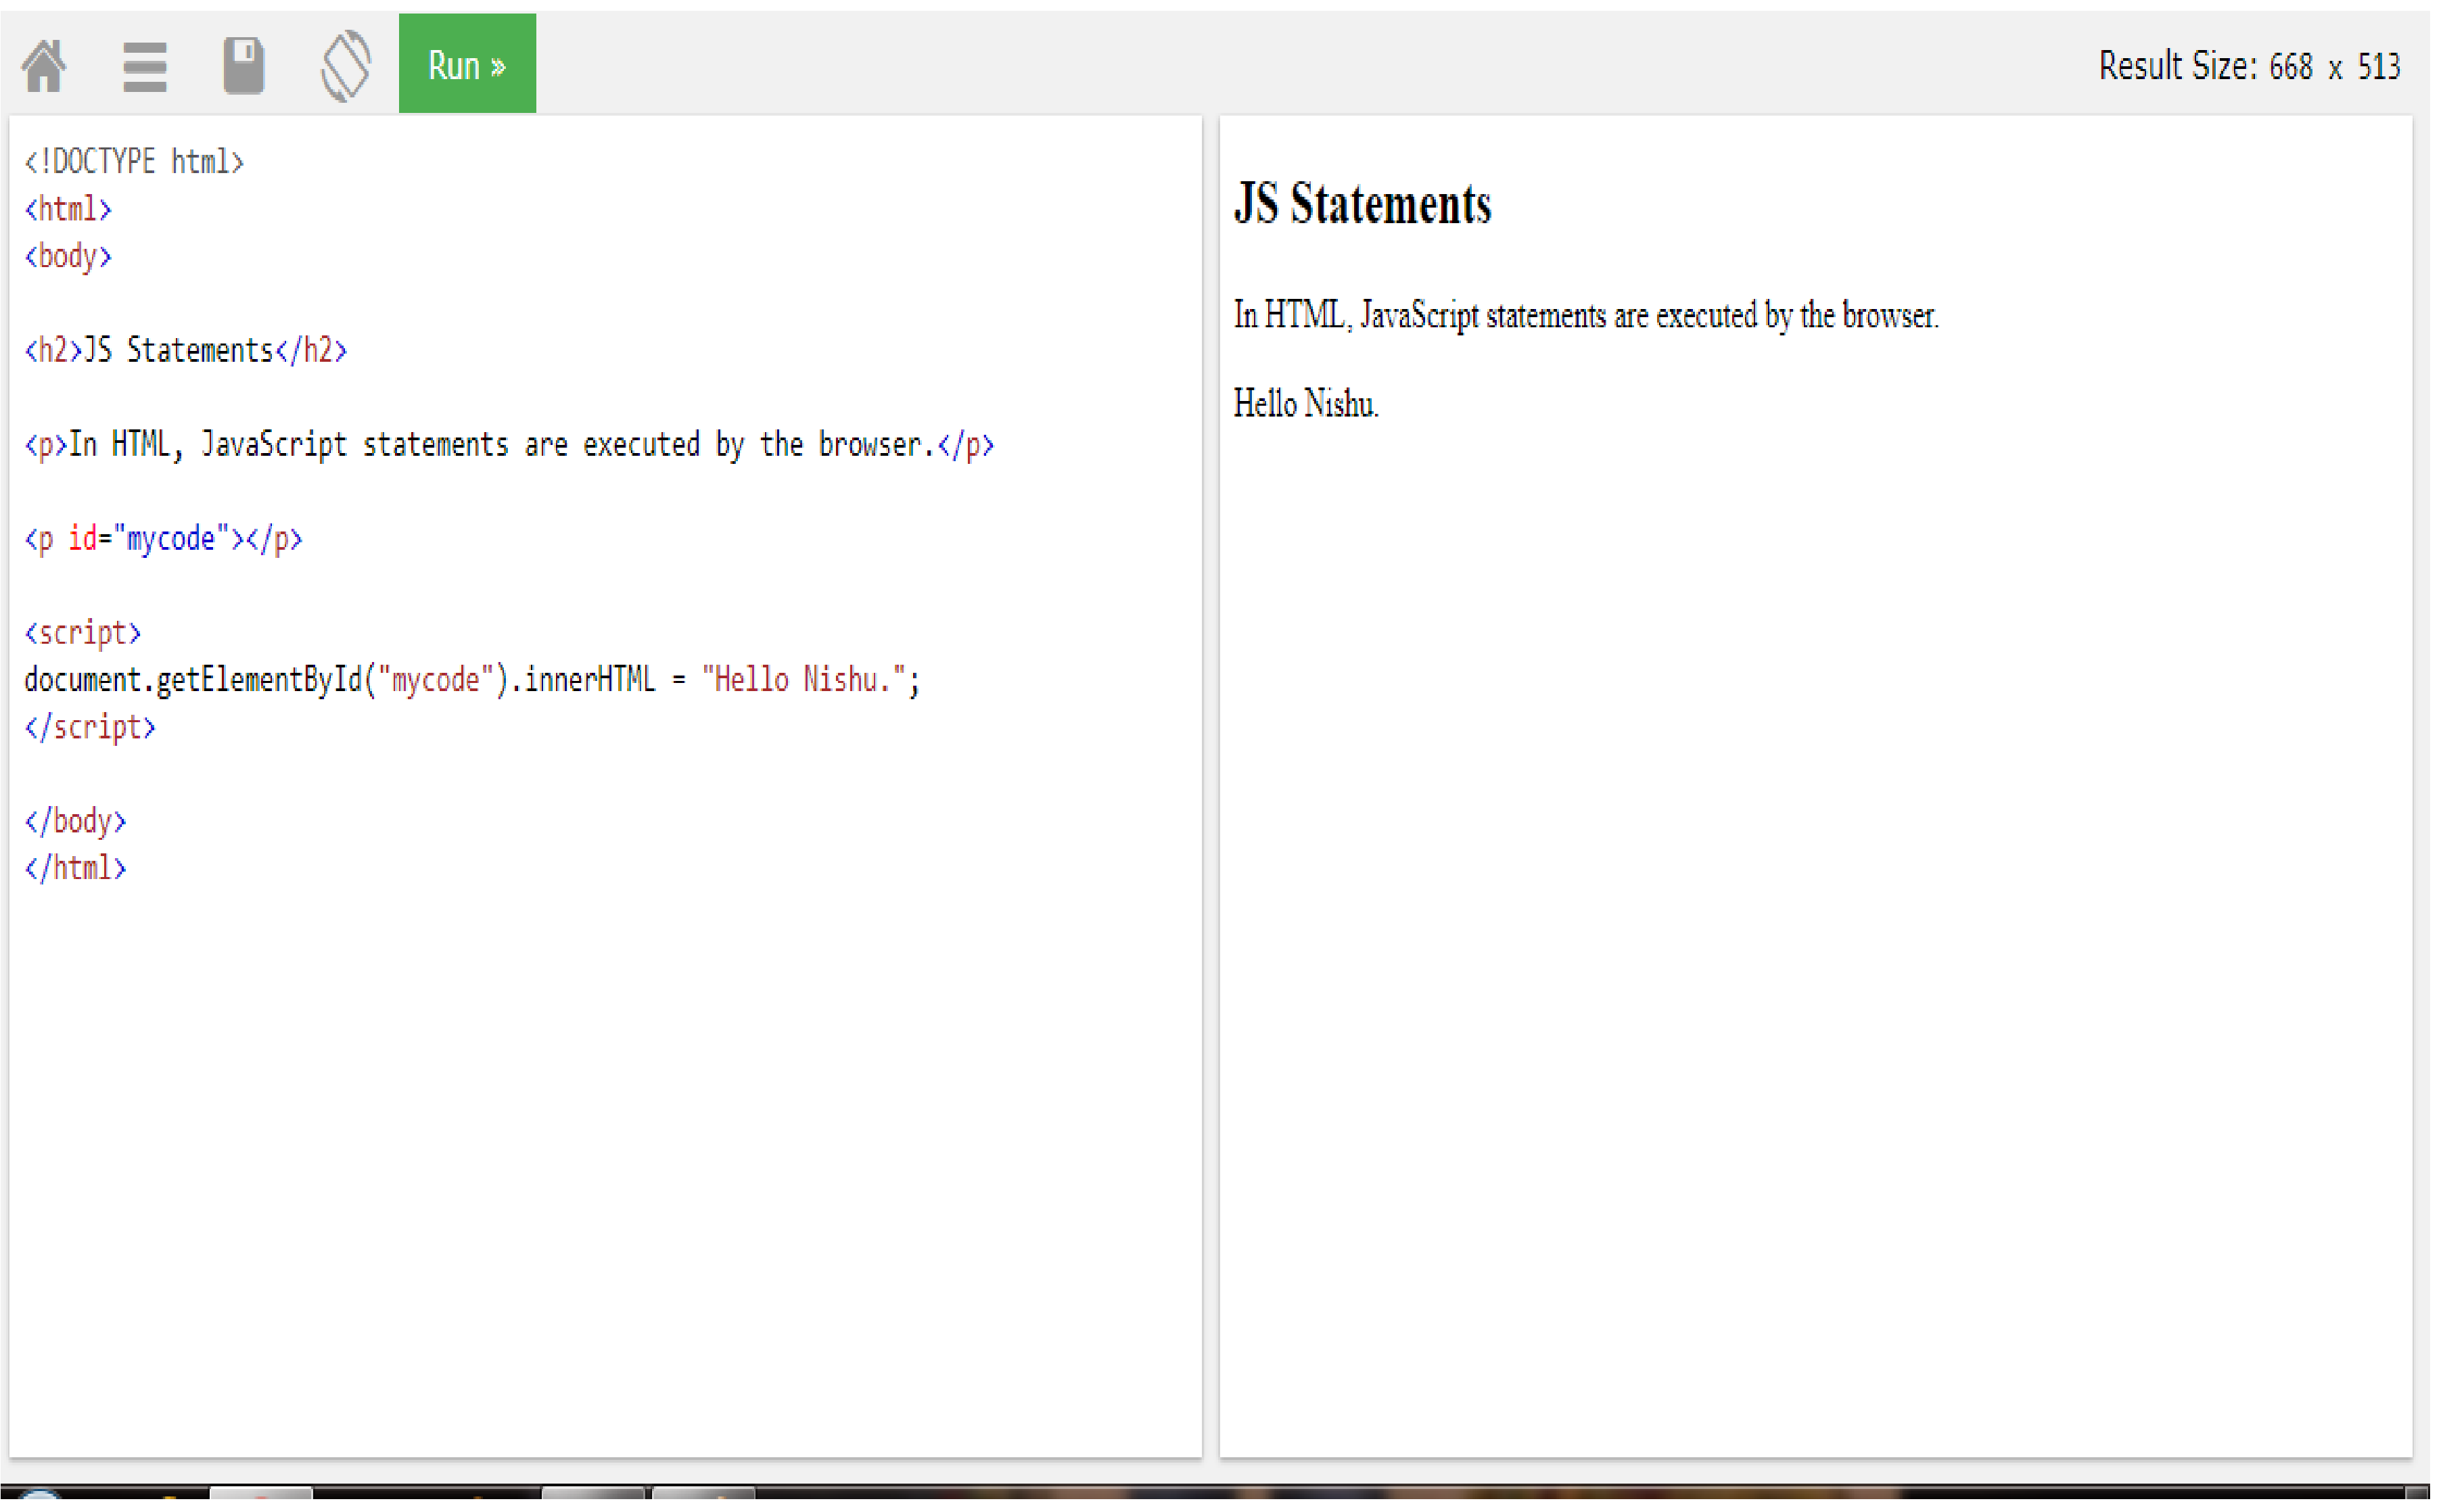 Run »
Result Size: 668 x 513
<!DOCTYPE html>
<html>
<body>
<h2>JS Statements</h2>
<p>In HTML, JavaScript statements are executed by the browser.</p>
<p id="mycode"></p>
<script>
document.getElementById("mycode").innerHTML = "Hello Nishu.";
</script>
</body>
</html>
JS Statements
In HTML, JavaScript statements are executed by the browser.
Hello Nishu.